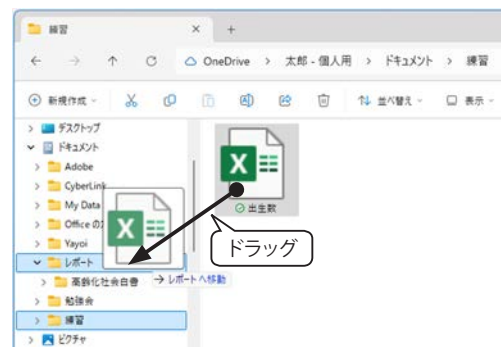 練習
OneDrive > 太郎 - 個人用 > ドキュメント > 練習
新規作成 並べ替え 表示
デスクトップ
ドキュメント
Adobe
CyberLink
My Data
Office の
Yayoi
レポート
高齢化社会白書
勉強会
練習
ピクチャ
出生数
ドラッグ
→ レポートへ移動